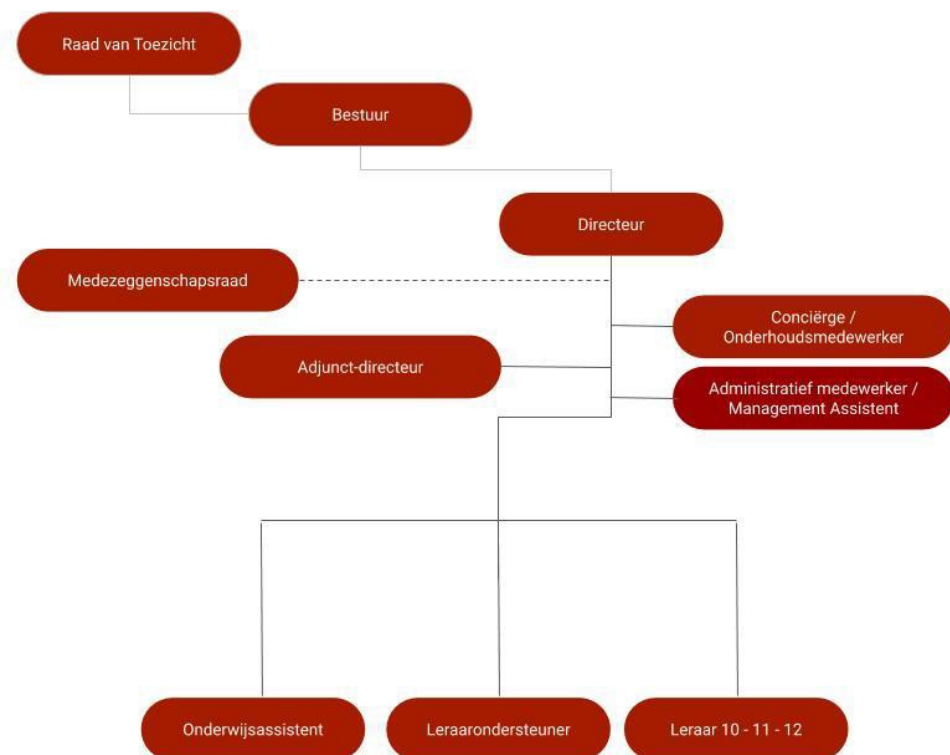 Raad van Toezicht
Bestuur
Directeur
Medezeggenschapsraad
Conciërge /
Onderhoudsmedewerker
Adjunct-directeur
Administratief medewerker /
Management Assistent
Onderwijsassistent
Leraarondersteuner
Leraar 10 - 11 - 12